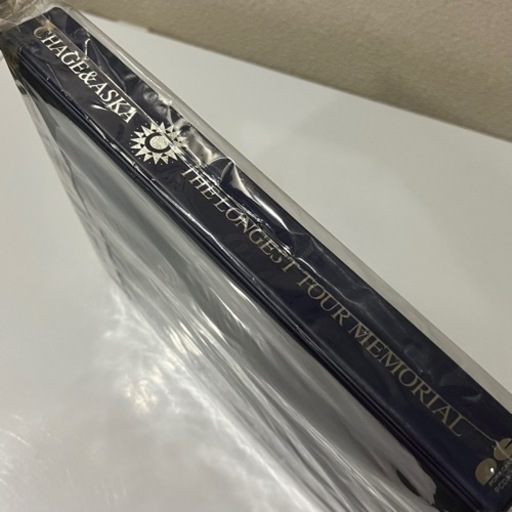 CHAGE&ASKA
THE LONGEST TOUR MEMORIAL